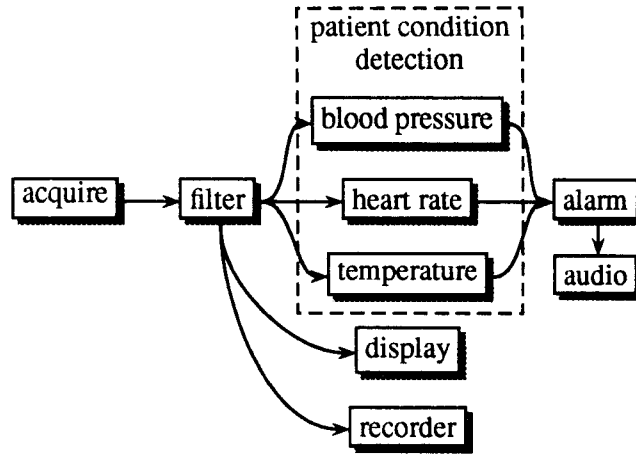 patient condition
detection
blood pressure
acquire
filter
heart rate
alarm
temperature
audio
display
recorder